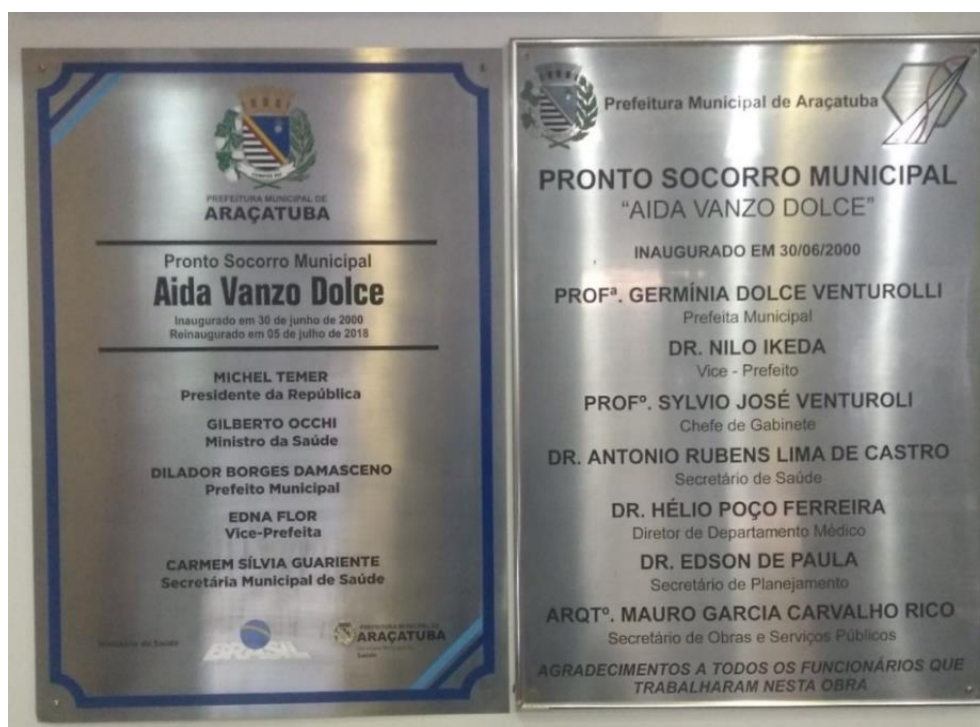 PREFEITURA MUNICIPAL DE
ARAÇATUBA
Pronto Socorro Municipal
Aida Vanzo Dolce
Inaugurado em 30 de junho de 2000
Reinaugurado em 05 de julho de 2018
MICHEL TEMER
Presidente da República
GILBERTO OCCHI
Ministro da Saúde
DILADOR BORGES DAMASCENO
Prefeito Municipal
EDNA FLOR
Vice-Prefeita
CARMEM SÍLVIA GUARIENTE
Secretária Municipal de Saúde
Ministério da Saúde
BRASIL
PREFEITURA MUNICIPAL DE
ARAÇATUBA
Saúde
Prefeitura Municipal de Araçatuba
PRONTO SOCORRO MUNICIPAL
“AIDA VANZO DOLCE”
INAUGURADO EM 30/06/2000
PROFª. GERMÍNIA DOLCE VENTUROLLI
Prefeita Municipal
DR. NILO IKEDA
Vice - Prefeito
PROFº. SYLVIO JOSÉ VENTUROLI
Chefe de Gabinete
DR. ANTONIO RUBENS LIMA DE CASTRO
Secretário de Saúde
DR. HÉLIO POÇO FERREIRA
Diretor de Departamento Médico
DR. EDSON DE PAULA
Secretário de Planejamento
ARQTº. MAURO GARCIA CARVALHO RICO
Secretário de Obras e Serviços Públicos
AGRADECIMENTOS A TODOS OS FUNCIONÁRIOS QUE
TRABALHARAM NESTA OBRA